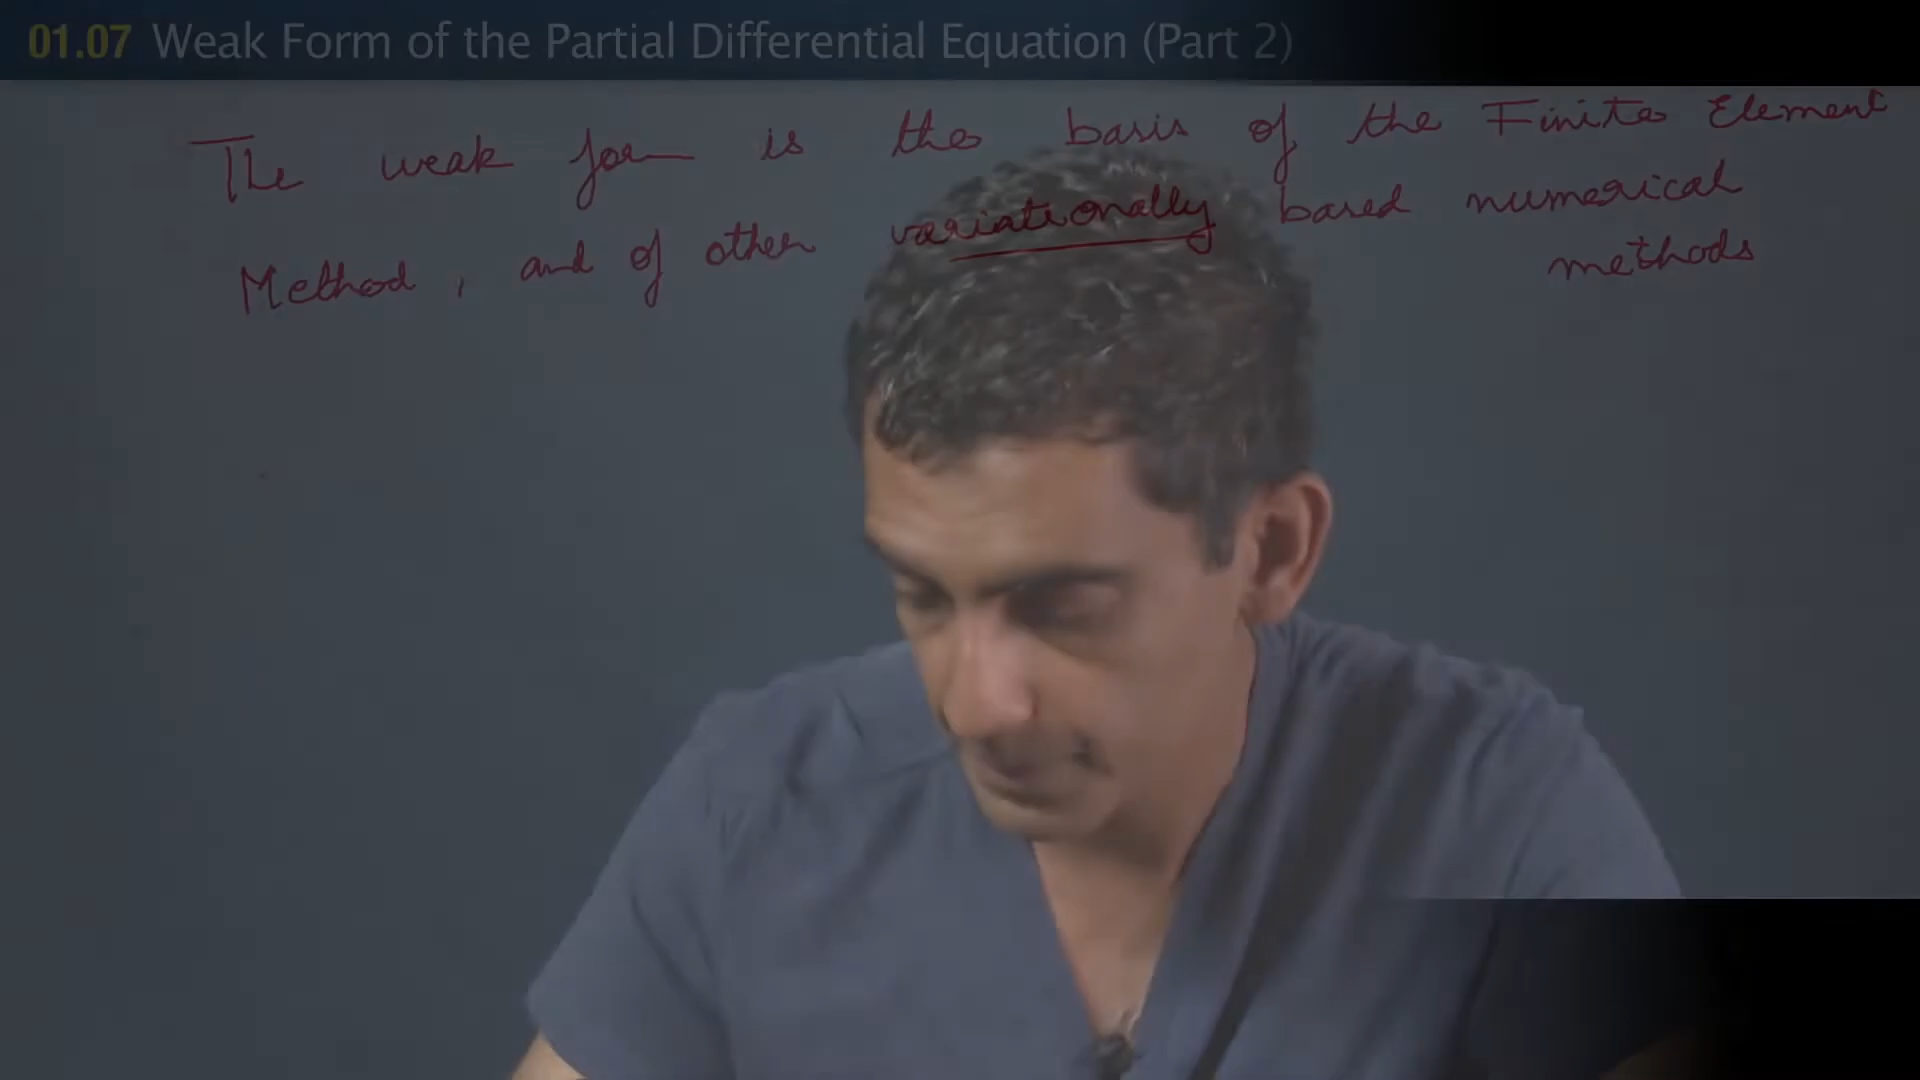 01.07 Weak Form of the Partial Differential Equation (Part 2)
The weak form is the basis of the Finite Element
Method, and of other variationally based numerical
methods